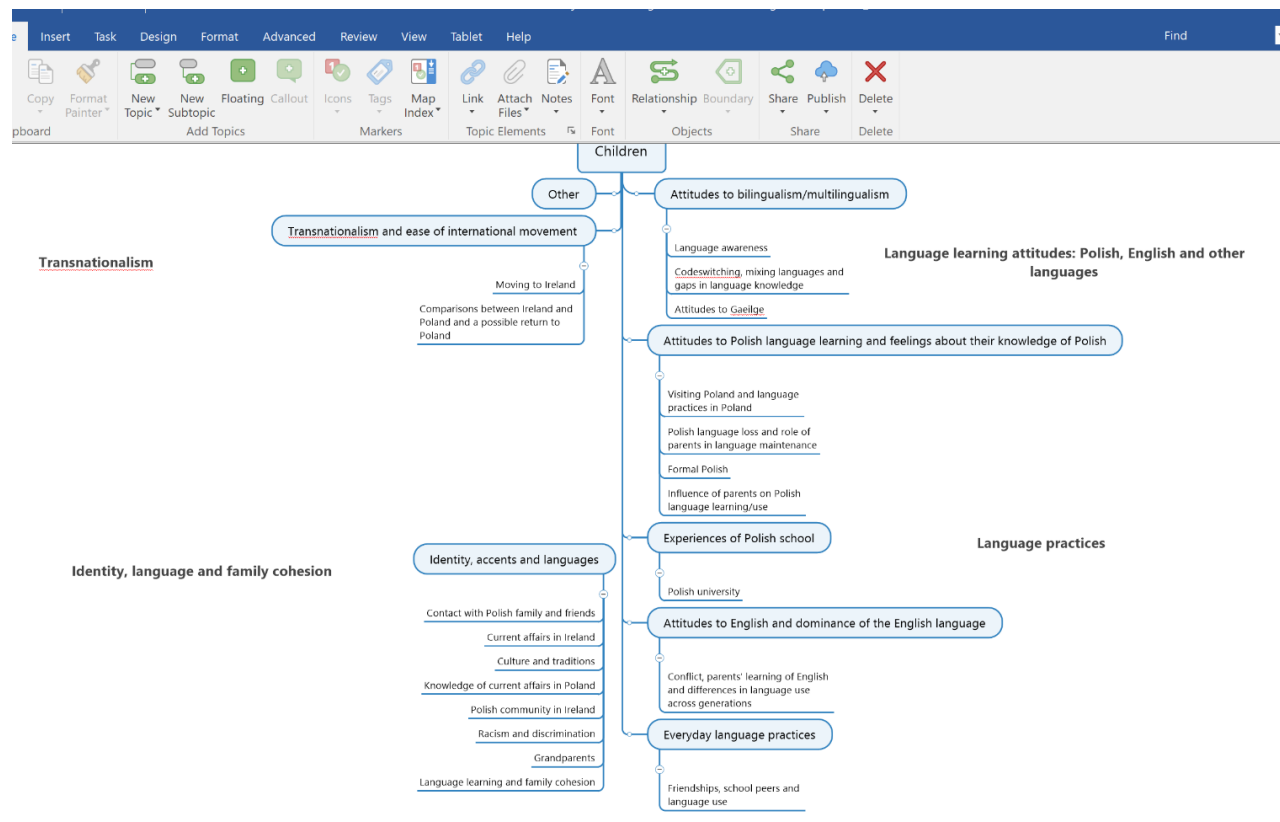 Insert Task Design Format Advanced Review View Tablet Help Find
Copy Format Painter New Topic New Subtopic Floating Callout Icons Tags Map Index Link Attach Files Notes Font Relationship Boundary Share Publish Delete
pboard Add Topics Markers Topic Elements Font Objects Share Delete
Children
Other
Attitudes to bilingualism/multilingualism
Transnationalism and ease of international movement
Language awareness
Codeswitching, mixing languages and
gaps in language knowledge
Attitudes to Gaeilge
Language learning attitudes: Polish, English and other
languages
Transnationalism
Moving to Ireland
Comparisons between Ireland and
Poland and a possible return to
Poland
Attitudes to Polish language learning and feelings about their knowledge of Polish
Visiting Poland and language
practices in Poland
Polish language loss and role of
parents in language maintenance
Formal Polish
Influence of parents on Polish
language learning/use
Experiences of Polish school
Polish university
Language practices
Identity, language and family cohesion
Identity, accents and languages
Contact with Polish family and friends
Current affairs in Ireland
Culture and traditions
Knowledge of current affairs in Poland
Polish community in Ireland
Racism and discrimination
Grandparents
Language learning and family cohesion
Attitudes to English and dominance of the English language
Conflict, parents' learning of English
and differences in language use
across generations
Everyday language practices
Friendships, school peers and
language use